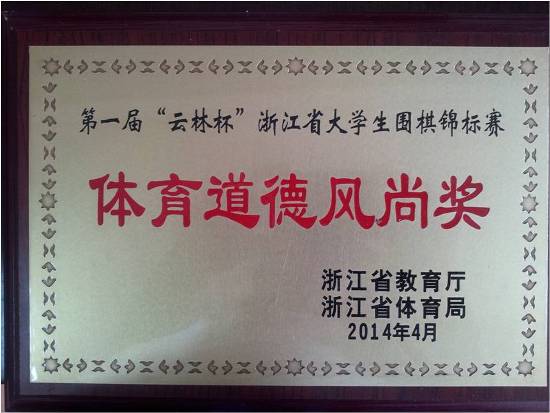 第一届“云林杯”浙江省大学生围棋锦标赛
体育道德风尚奖
浙江省教育厅
浙江省体育局
2014年4月